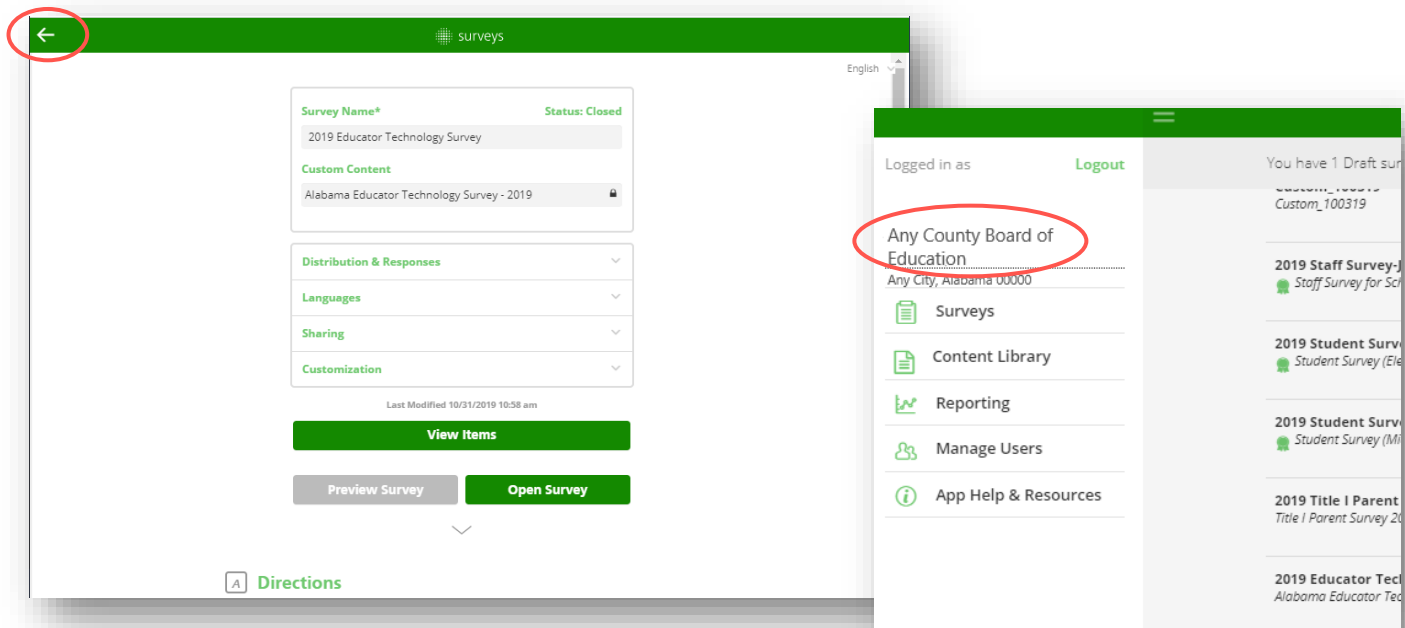 surveys
English
Survey Name* Status: Closed
2019 Educator Technology Survey
Custom Content
Alabama Educator Technology Survey - 2019
Distribution & Responses
Languages
Sharing
Customization
Last Modified 10/31/2019 10:58 am
View Items
Preview Survey Open Survey
A Directions
Logged in as Logout
Any County Board of
Education
Any City, Alabama 00000
Surveys
Content Library
Reporting
Manage Users
App Help & Resources
You have 1 Draft sur
Custom_100319
Custom_100319
2019 Staff Survey-J
Staff Survey for Sch
2019 Student Surv
Student Survey (Ele
2019 Student Surv
Student Survey (Mi
2019 Title I Parent
Title I Parent Survey 20
2019 Educator Tec
Alabama Educator Tec